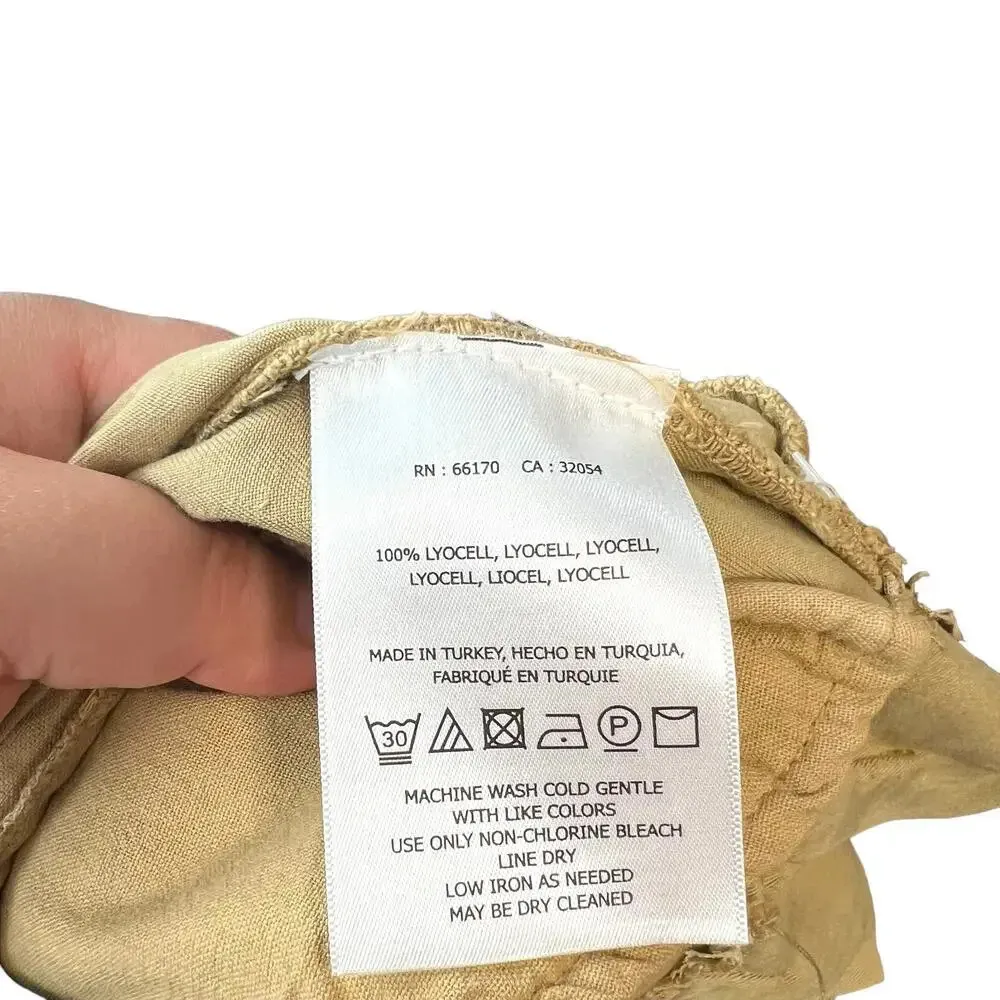 RN : 66170 CA : 32054
100% LYOCELL, LYOCELL, LYOCELL,
LYOCELL, LIOCEL, LYOCELL
MADE IN TURKEY, HECHO EN TURQUIA,
FABRIQUÉ EN TURQUIE
30 P
MACHINE WASH COLD GENTLE
WITH LIKE COLORS
USE ONLY NON-CHLORINE BLEACH
LINE DRY
LOW IRON AS NEEDED
MAY BE DRY CLEANED